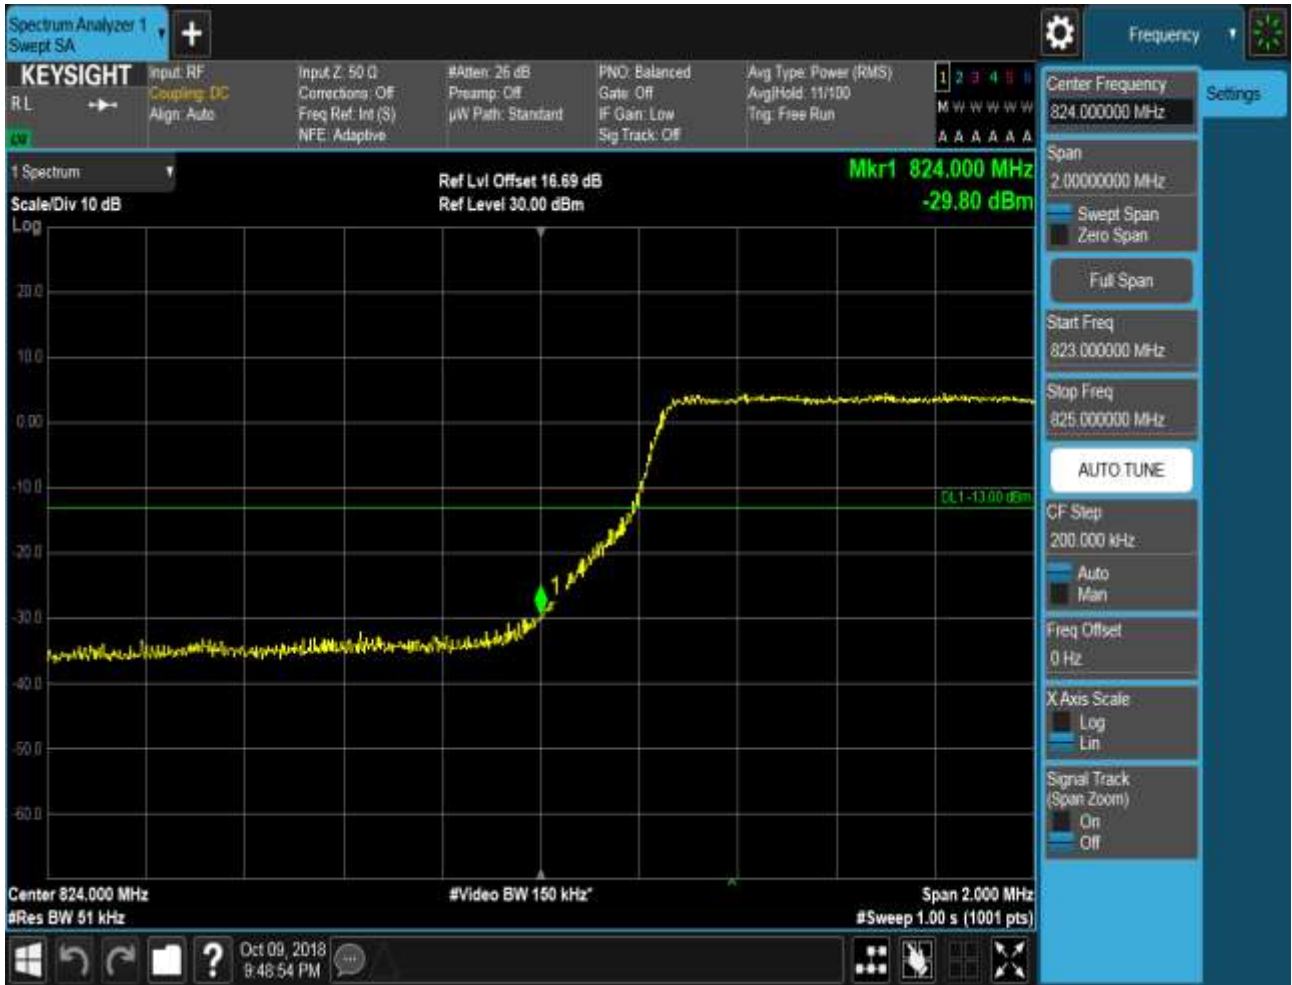 Spectrum Analyzer 1
Swept SA
+
Frequency
KEYSIGHT
RL
LW
Input: RF
Coupling: DC
Align: Auto
Input Z: 50 Ω
Corrections: Off
Freq Ref: Int (S)
NFE: Adaptive
#Atten: 26 dB
Preamp: Off
µW Path: Standard
PNO: Balanced
Gate: Off
IF Gain: Low
Sig Track: Off
Avg Type: Power (RMS)
Avg|Hold: 11/100
Trig: Free Run
1 2 3 4 5 6
M W W W W W
A A A A A A
1 Spectrum
Scale/Div 10 dB
Log
Ref Lvl Offset 16.69 dB
Ref Level 30.00 dBm
Mkr1 824.000 MHz
-29.80 dBm
20.0
10.0
0.00
-10.0
-20.0
-30.0
-40.0
-50.0
-60.0
DL1 -13.00 dBm
1
Center 824.000 MHz
#Res BW 51 kHz
#Video BW 150 kHz*
Span 2.000 MHz
#Sweep 1.00 s (1001 pts)
?
Oct 09, 2018
9:48:54 PM
Center Frequency
824.000000 MHz
Settings
Span
2.00000000 MHz
Swept Span
Zero Span
Full Span
Start Freq
823.000000 MHz
Stop Freq
825.000000 MHz
AUTO TUNE
CF Step
200.000 kHz
Auto
Man
Freq Offset
0 Hz
X Axis Scale
Log
Lin
Signal Track
(Span Zoom)
On
Off